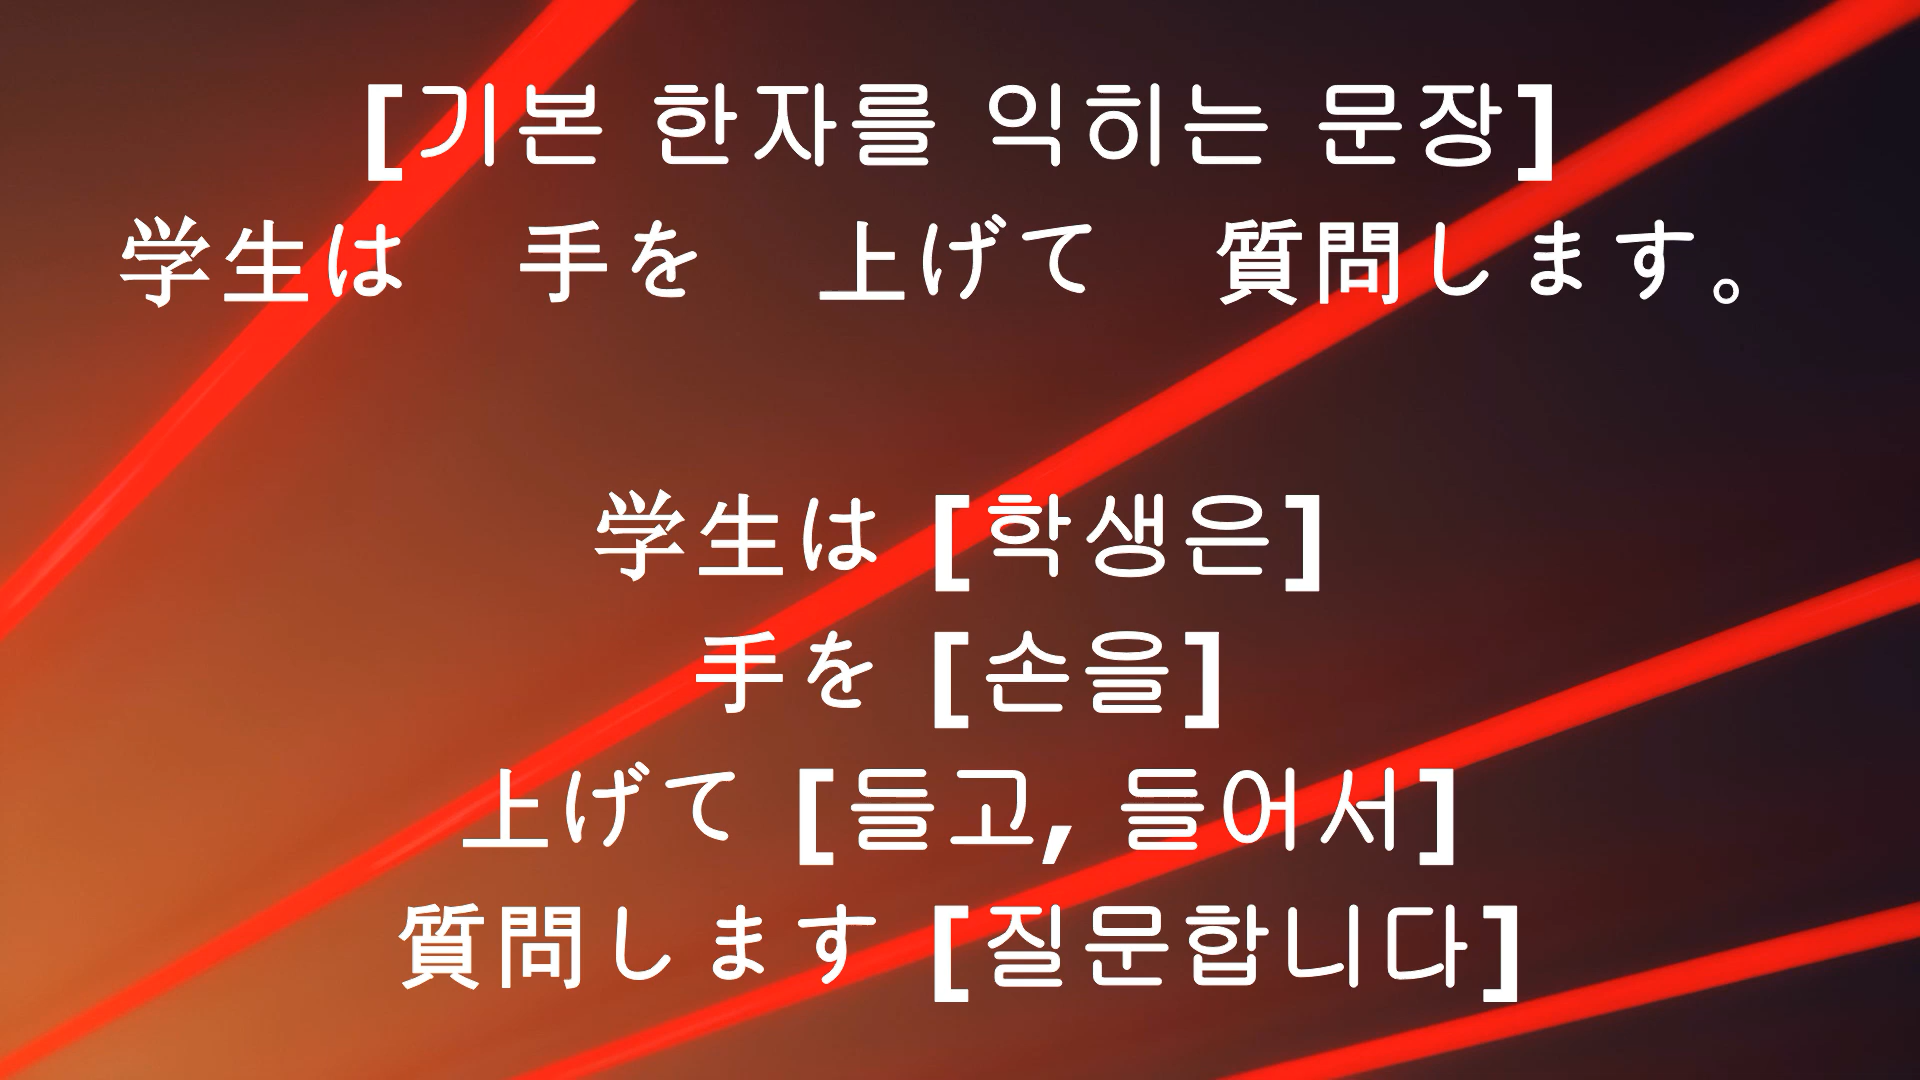 [기본 한자를 익히는 문장]
学生は　手を　上げて　質問します。
学生は [학생은]
手を [손을]
上げて [들고, 들어서]
質問します [질문합니다]